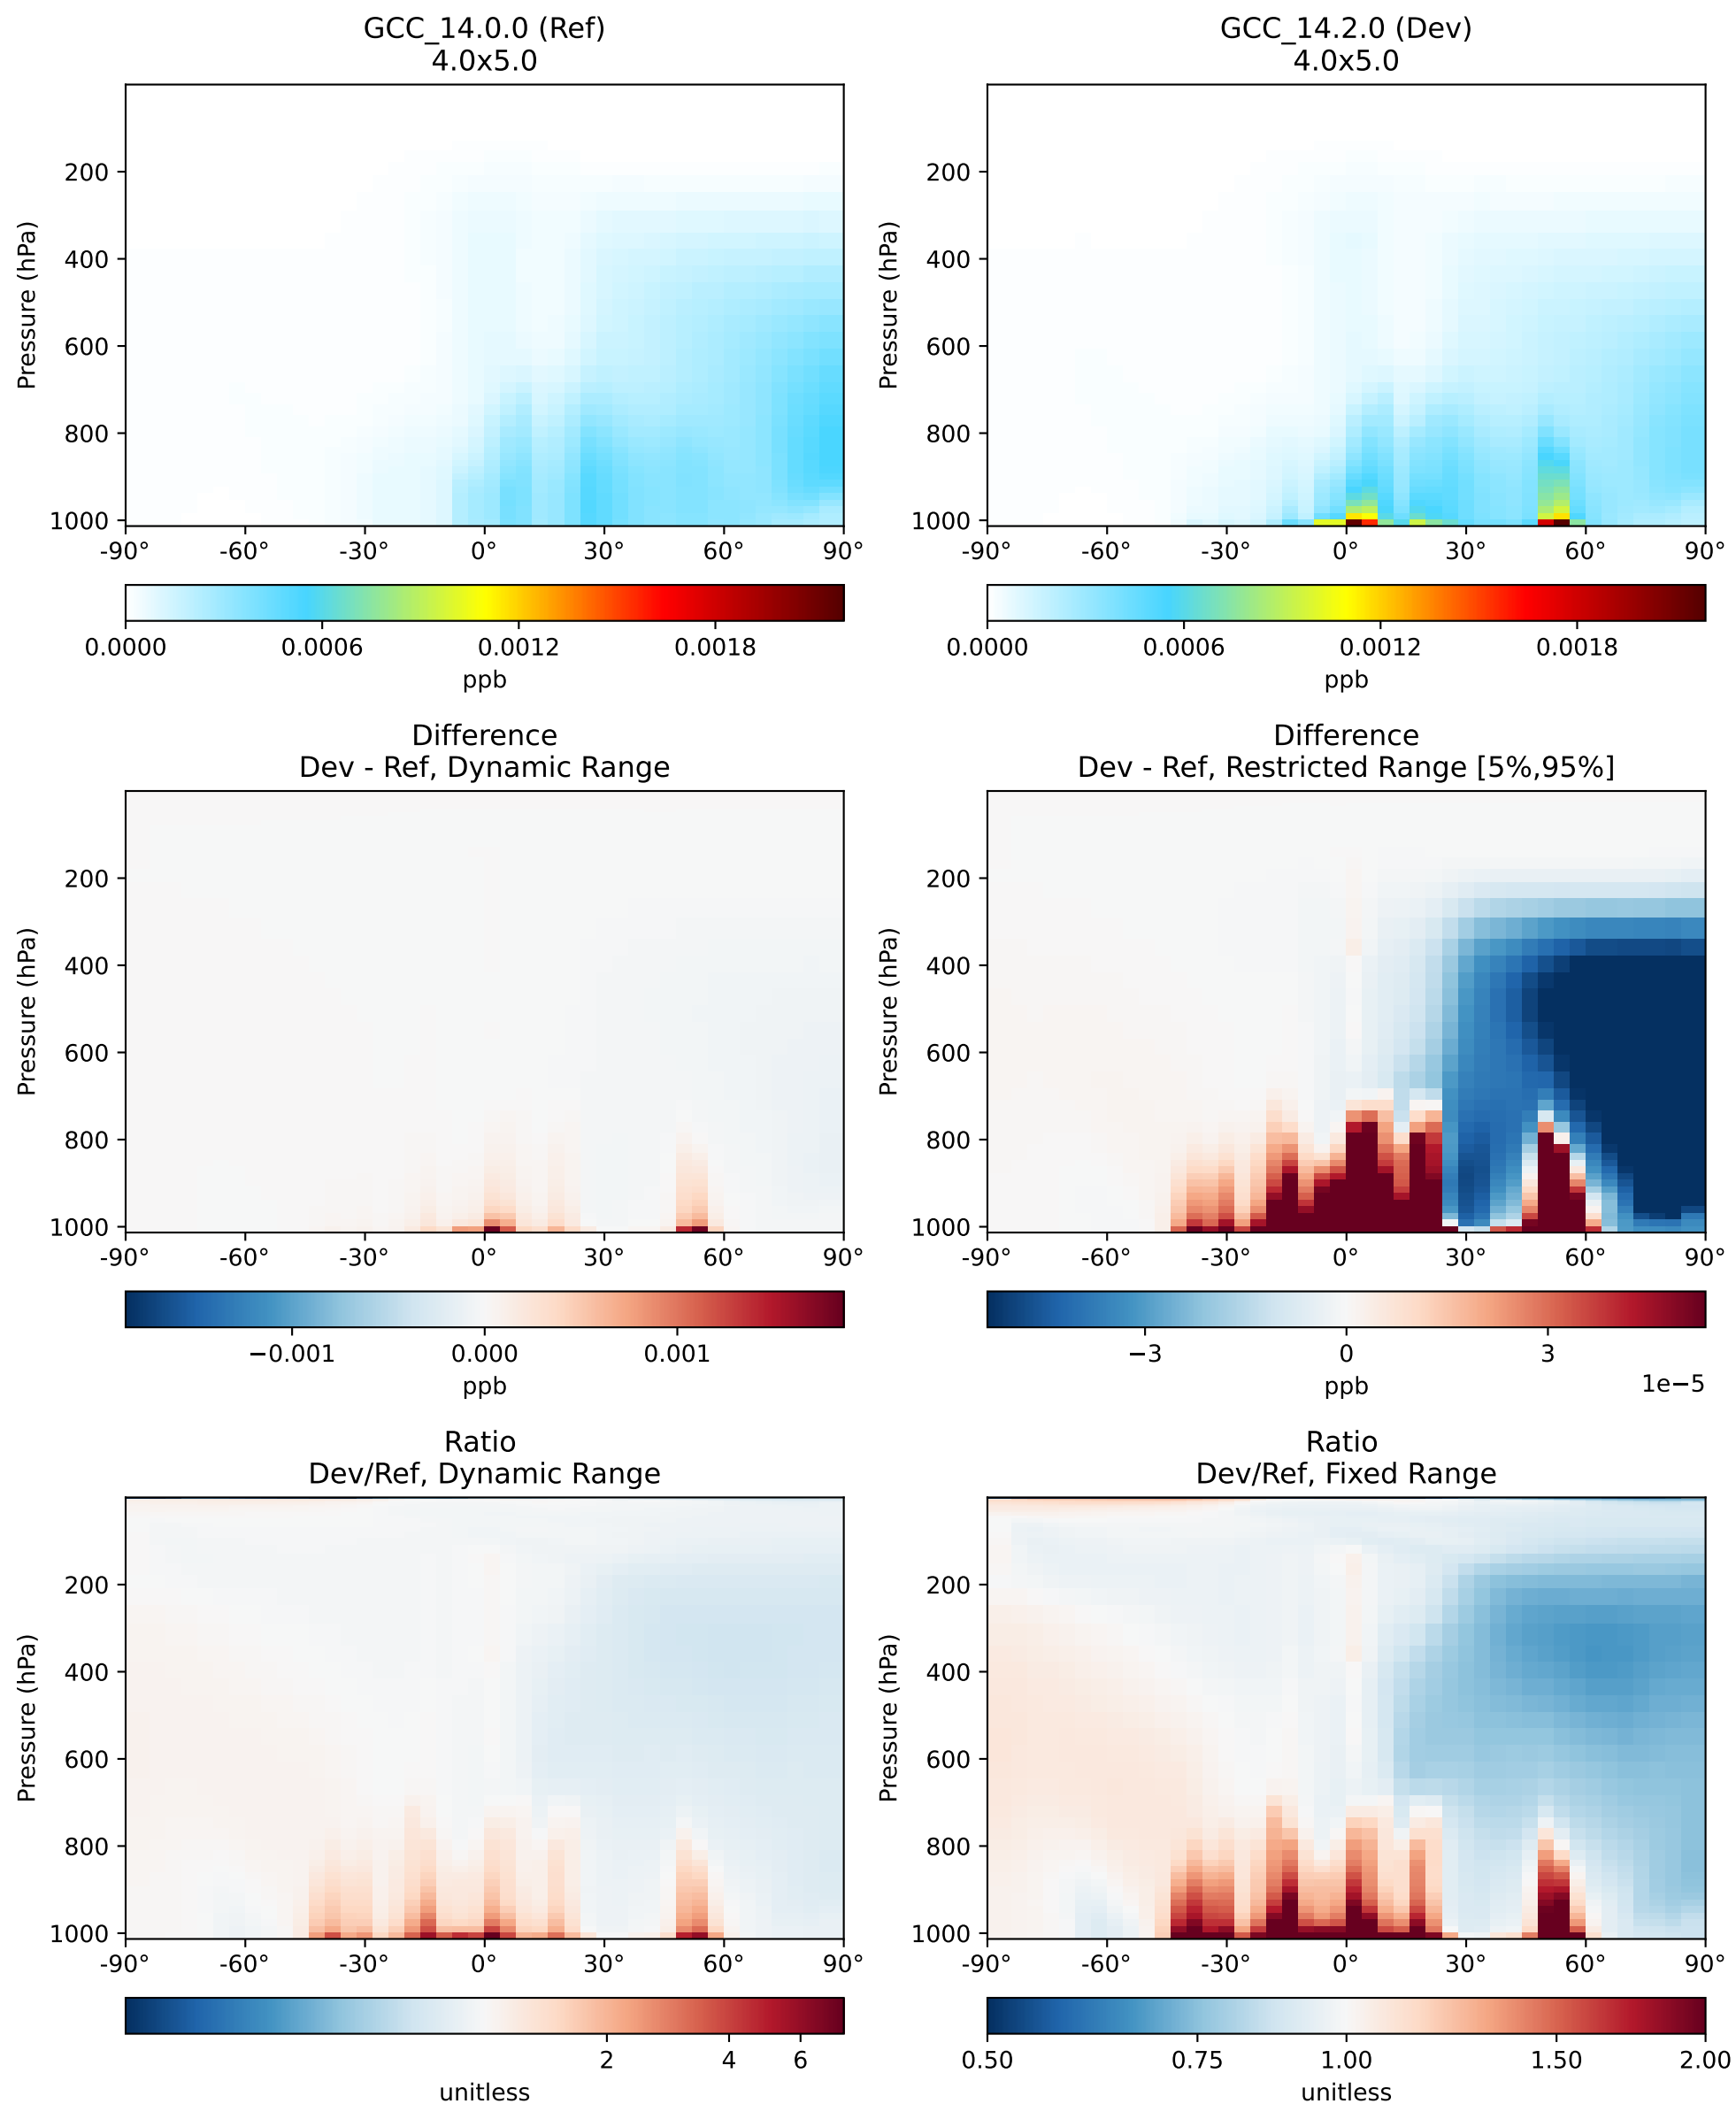 GCC_14.0.0 (Ref)
4.0x5.0
Pressure (hPa)
200
400
600
800
1000
-90° -60° -30° 0° 30° 60° 90°
0.0000 0.0006 0.0012 0.0018
ppb
GCC_14.2.0 (Dev)
4.0x5.0
Pressure (hPa)
200
400
600
800
1000
-90° -60° -30° 0° 30° 60° 90°
0.0000 0.0006 0.0012 0.0018
ppb
Difference
Dev - Ref, Dynamic Range
Pressure (hPa)
200
400
600
800
1000
-90° -60° -30° 0° 30° 60° 90°
−0.001 0.000 0.001
ppb
Difference
Dev - Ref, Restricted Range [5%,95%]
Pressure (hPa)
200
400
600
800
1000
-90° -60° -30° 0° 30° 60° 90°
−3 0 3
ppb
1e−5
Ratio
Dev/Ref, Dynamic Range
Pressure (hPa)
200
400
600
800
1000
-90° -60° -30° 0° 30° 60° 90°
2 4 6
unitless
Ratio
Dev/Ref, Fixed Range
Pressure (hPa)
200
400
600
800
1000
-90° -60° -30° 0° 30° 60° 90°
0.50 0.75 1.00 1.50 2.00
unitless